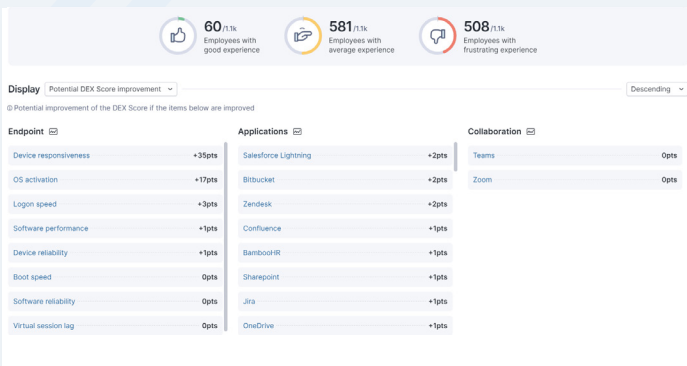 60/1.1k
Employees with
good experience
581/1.1k
Employees with
average experience
508/1.1k
Employees with
frustrating experience
Display Potential DEX Score improvement
Descending
Potential improvement of the DEX Score if the items below are improved
Endpoint
Device responsiveness +35pts
OS activation +17pts
Logon speed +3pts
Software performance +1pts
Device reliability +1pts
Boot speed 0pts
Software reliability 0pts
Virtual session lag 0pts
Applications
Salesforce Lightning +2pts
Bitbucket +2pts
Zendesk +2pts
Confluence +1pts
BambooHR +1pts
Sharepoint +1pts
Jira +1pts
OneDrive +1pts
Collaboration
Teams 0pts
Zoom 0pts